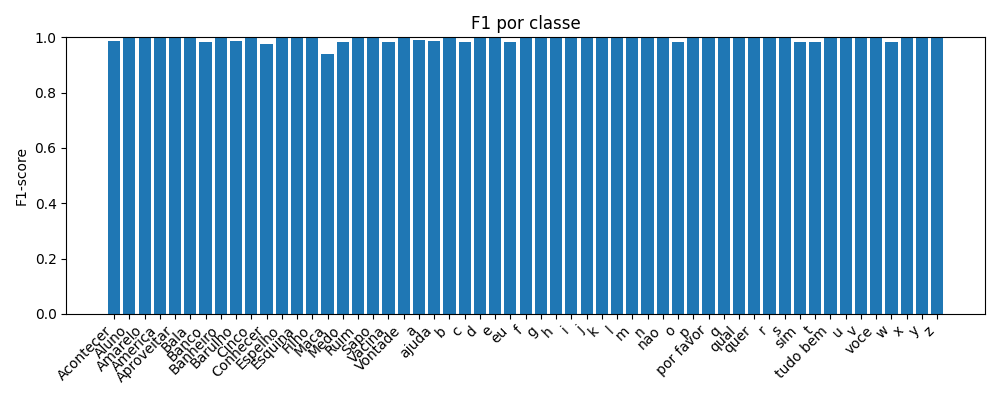 F1 por classe
F1-score
1.0
0.8
0.6
0.4
0.2
0.0
Acontecer
Aluno
Amarelo
America
Aproveitar
Bala
Banco
Banheiro
Barulho
Cinco
Conhecer
Espelho
Esquina
Filho
Maca
Medo
Ruim
Sapo
Vacina
Vontade
a
ajuda
b
c
d
e
eu
f
g
h
i
j
k
l
m
n
nao
o
p
por favor
q
qual
quer
r
s
sim
t
tudo bem
u
v
voce
w
x
y
z